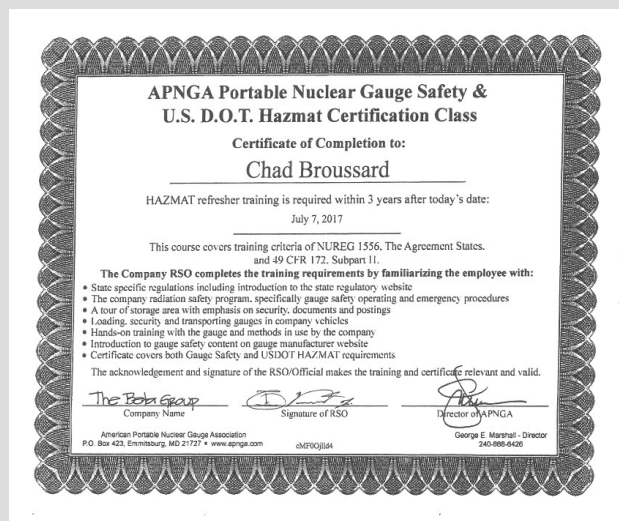 APNGA Portable Nuclear Gauge Safety &
U.S. D.O.T. Hazmat Certification Class
Certificate of Completion to:
Chad Broussard
HAZMAT refresher training is required within 3 years after today's date:
July 7, 2017
This course covers training criteria of NUREG 1556, The Agreement States,
and 49 CFR 172, Subpart H.
The Company RSO completes the training requirements by familiarizing the employee with:
• State specific regulations including introduction to the state regulatory website
• The company radiation safety program, specifically gauge safety operating and emergency procedures
• A tour of storage area with emphasis on security, documents and postings
• Loading, security and transporting gauges in company vehicles
• Hands-on training with the gauge and methods in use by the company
• Introduction to gauge safety content on gauge manufacturer website
• Certificate covers both Gauge Safety and USDOT HAZMAT requirements
The acknowledgement and signature of the RSO/Official makes the training and certificate relevant and valid.
The Beta Group
Company Name
Signature of RSO
Director of APNGA
American Portable Nuclear Gauge Association
P.O. Box 423, Emmitsburg, MD 21727 • www.apnga.com
George E. Marshall - Director
240-668-6426